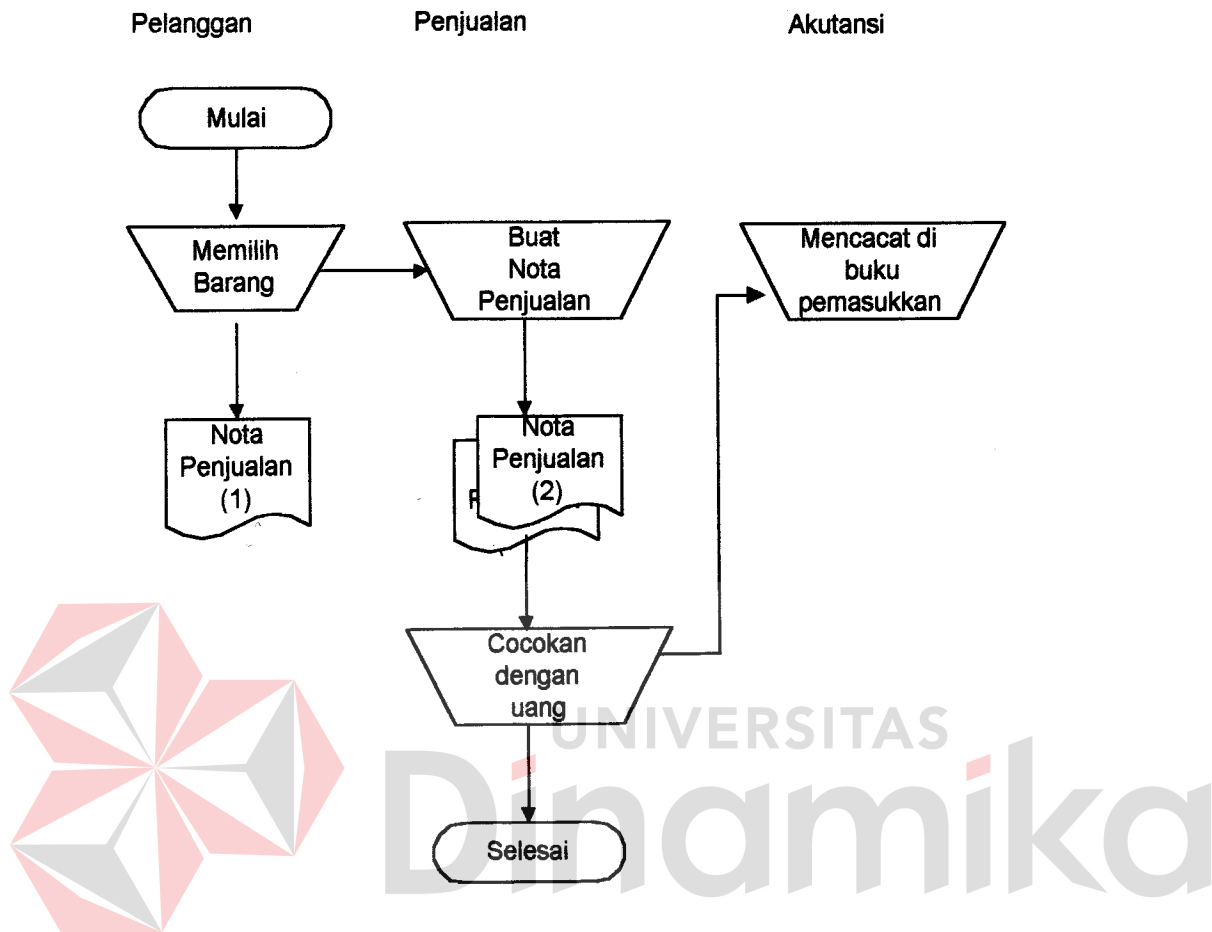 Pelanggan
Penjualan
Akutansi
Mulai
Memilih
Barang
Buat
Nota
Penjualan
Mencacat di
buku
pemasukkan
Nota
Penjualan
(1)
Nota
Penjualan
(2)
Cocokan
dengan
uang
Selesai
UNIVERSITAS
Dinamika